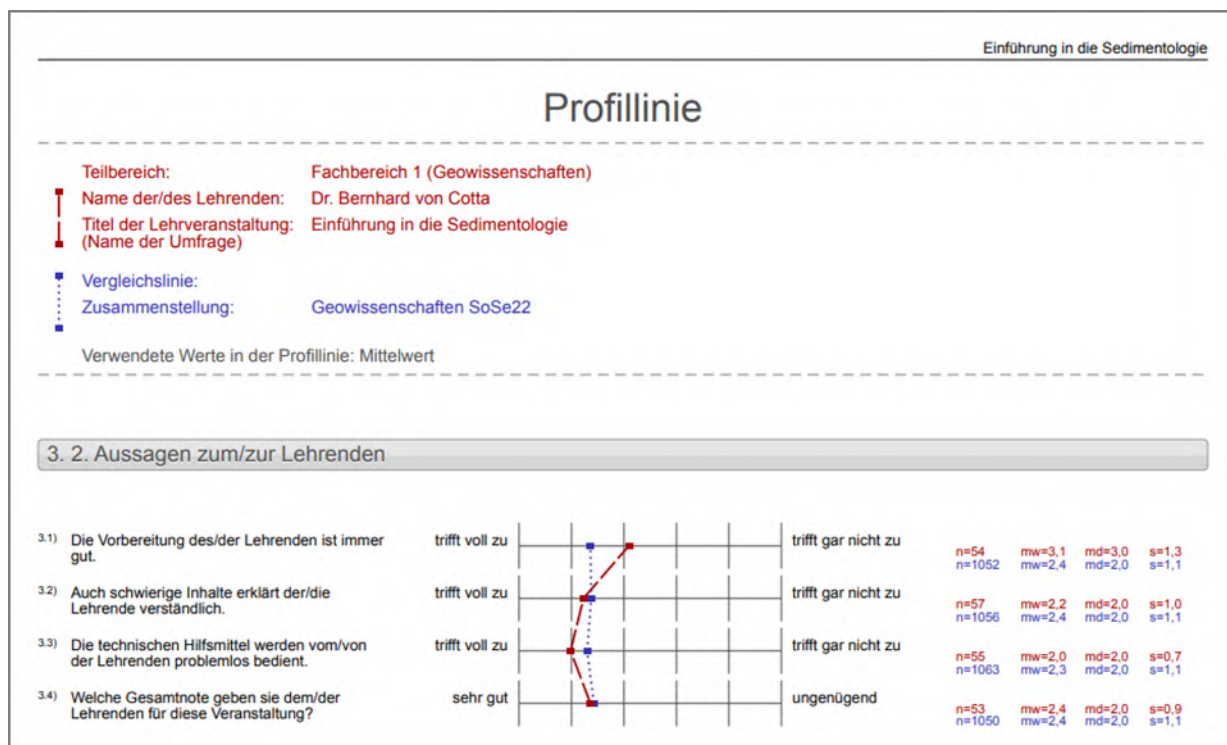 Einführung in die Sedimentologie
Profillinie
Teilbereich: Fachbereich 1 (Geowissenschaften)
Name der/des Lehrenden: Dr. Bernhard von Cotta
Titel der Lehrveranstaltung: Einführung in die Sedimentologie
(Name der Umfrage)
Vergleichslinie:
Zusammenstellung: Geowissenschaften SoSe22
Verwendete Werte in der Profillinie: Mittelwert
3. 2. Aussagen zum/zur Lehrenden
3.1) Die Vorbereitung des/der Lehrenden ist immer trifft voll zu trifft gar nicht zu
gut.
n=54 mw=3,1 md=3,0 s=1,3
n=1052 mw=2,4 md=2,0 s=1,1
3.2) Auch schwierige Inhalte erklärt der/die trifft voll zu trifft gar nicht zu
Lehrende verständlich.
n=57 mw=2,2 md=2,0 s=1,0
n=1056 mw=2,4 md=2,0 s=1,1
3.3) Die technischen Hilfsmittel werden vom/von trifft voll zu trifft gar nicht zu
der Lehrenden problemlos bedient.
n=55 mw=2,0 md=2,0 s=0,7
n=1063 mw=2,3 md=2,0 s=1,1
3.4) Welche Gesamtnote geben sie dem/der sehr gut ungenügend
Lehrenden für diese Veranstaltung?
n=53 mw=2,4 md=2,0 s=0,9
n=1050 mw=2,4 md=2,0 s=1,1